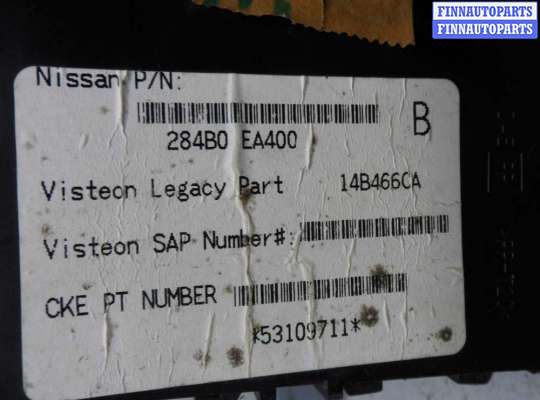 FINNAUTOPARTS
FINNAUTOPARTS
Nissan P/N:
B
284B0 EA400
Visteon Legacy Part 14B466CA
Visteon SAP Number#:
CKE PT NUMBER
*53109711*